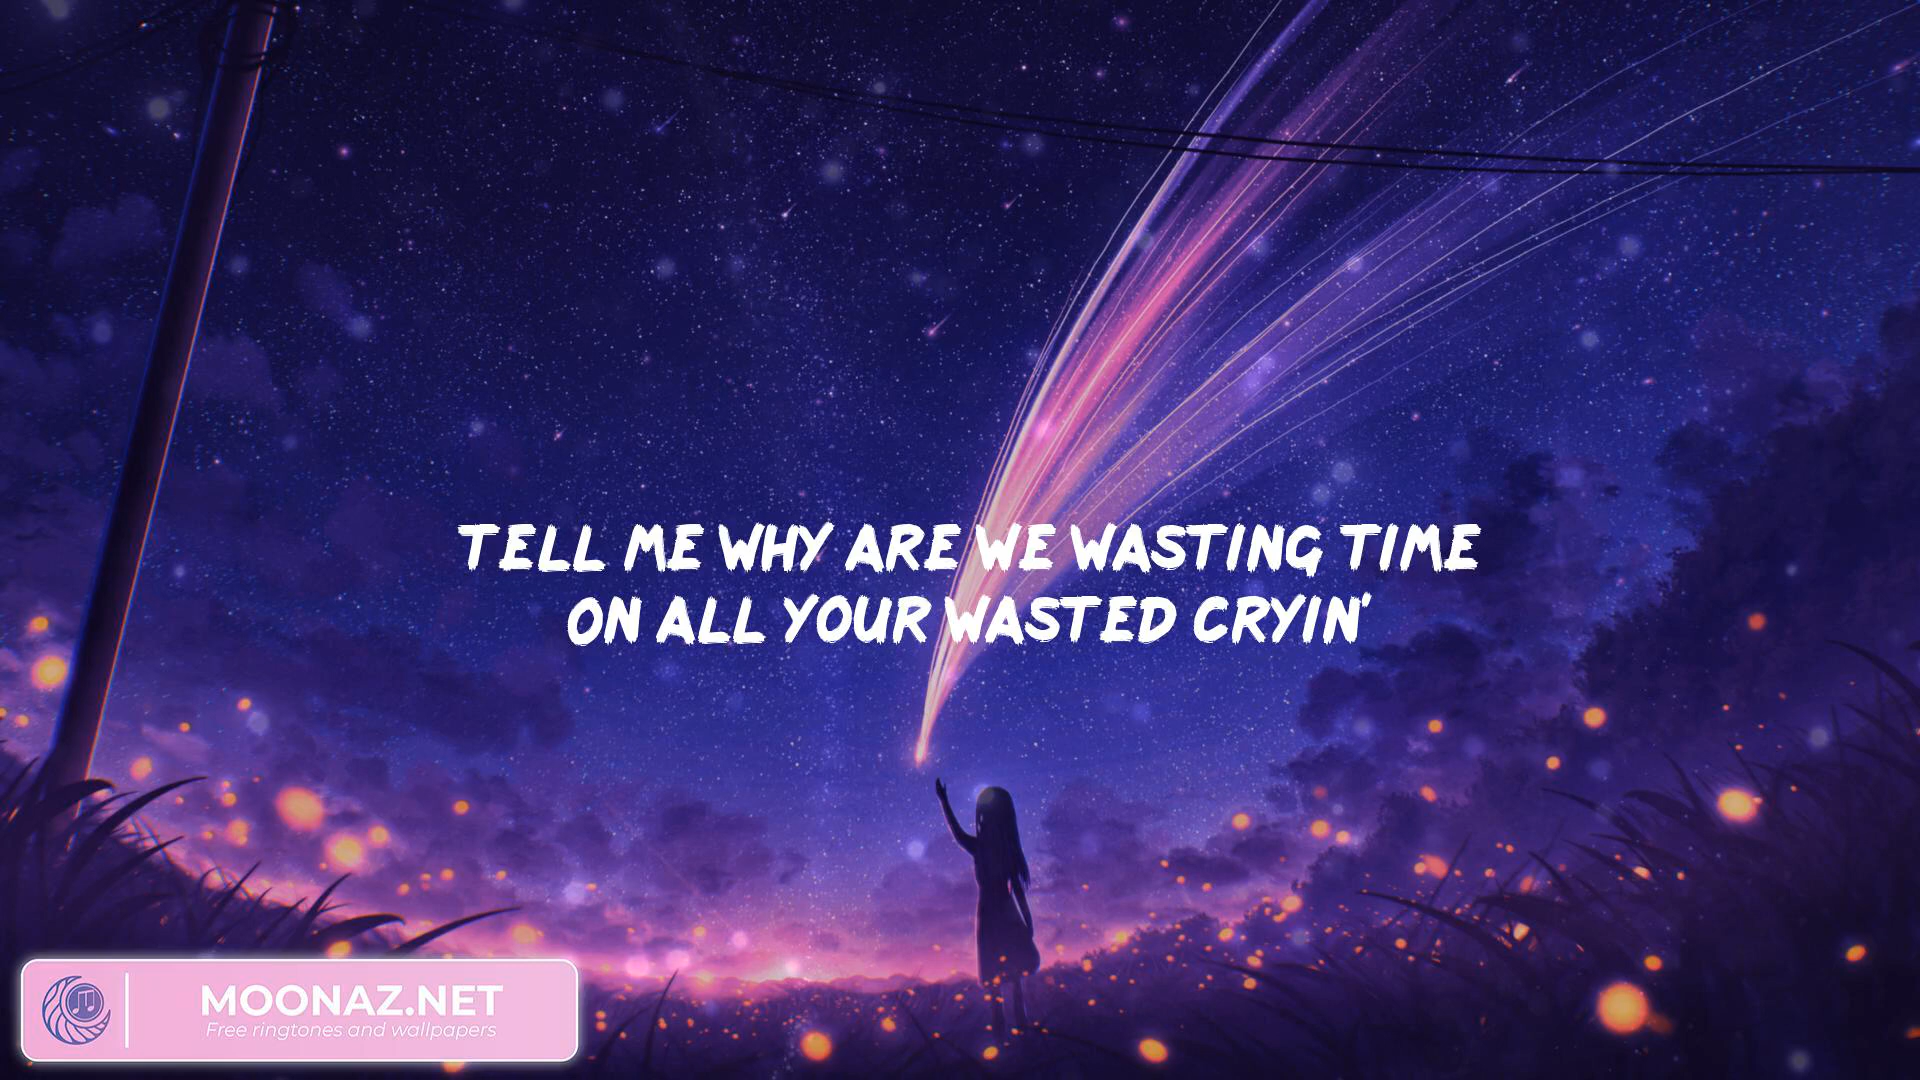 TELL ME WHY ARE WE WASTING TIME
ON ALL YOUR WASTED CRYIN'
MOONAZ.NET
Free ringtones and wallpapers